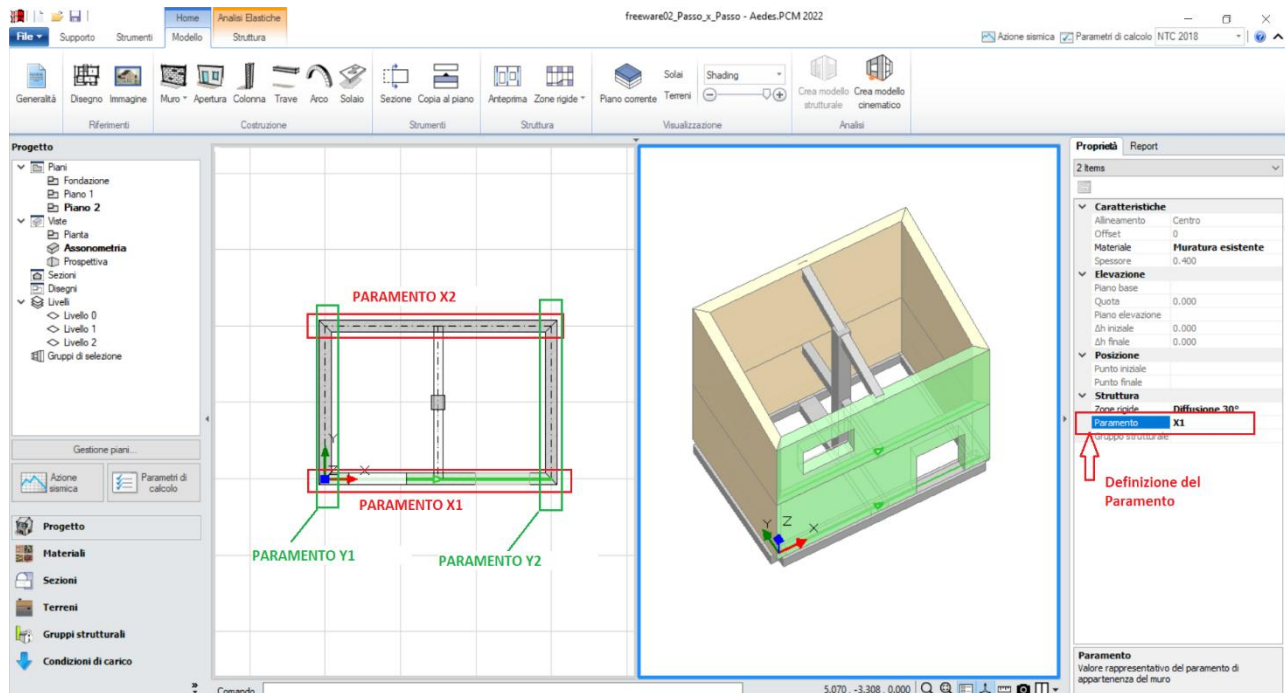 freeware02_Passo_x_Passo - Aedes.PCM 2022
Home
Analisi Elastiche
File
Supporto
Strumenti
Modello
Struttura
Azione sismica
Parametri di calcolo
NTC 2018
Generalità
Disegno
Immagine
Muro
Apertura
Colonna
Trave
Arco
Solaio
Sezione
Copia al piano
Anteprima
Zone rigide
Piano corrente
Solai
Shading
Terreni
Crea modello
strutturale
Crea modello
cinematico
Riferimenti
Costruzione
Strumenti
Struttura
Visualizzazione
Analisi
Progetto
Piani
Fondazione
Piano 1
Piano 2
Viste
Pianta
Assonometria
Prospettiva
Sezioni
Disegni
Livelli
Livello 0
Livello 1
Livello 2
Gruppi di selezione
Gestione piani...
Azione
sismica
Parametri di
calcolo
Progetto
Materiali
Sezioni
Terreni
Gruppi strutturali
Condizioni di carico
PARAMENTO X2
Y
Z
X
PARAMENTO X1
PARAMENTO Y1
PARAMENTO Y2
Y
Z
X
Proprietà
Report
2 Items
Caratteristiche
Allineamento Centro
Offset 0
Materiale Muratura esistente
Spessore 0.400
Elevazione
Piano base
Quota 0.000
Piano elevazione
Δh iniziale 0.000
Δh finale 0.000
Posizione
Punto iniziale
Punto finale
Struttura
Zone rigide Diffusione 30°
Paramento X1
Gruppo strutturale
Definizione del
Paramento
Paramento
Valore rappresentativo del paramento di
appartenenza del muro
Comando
5.070 , -3.308 , 0.000